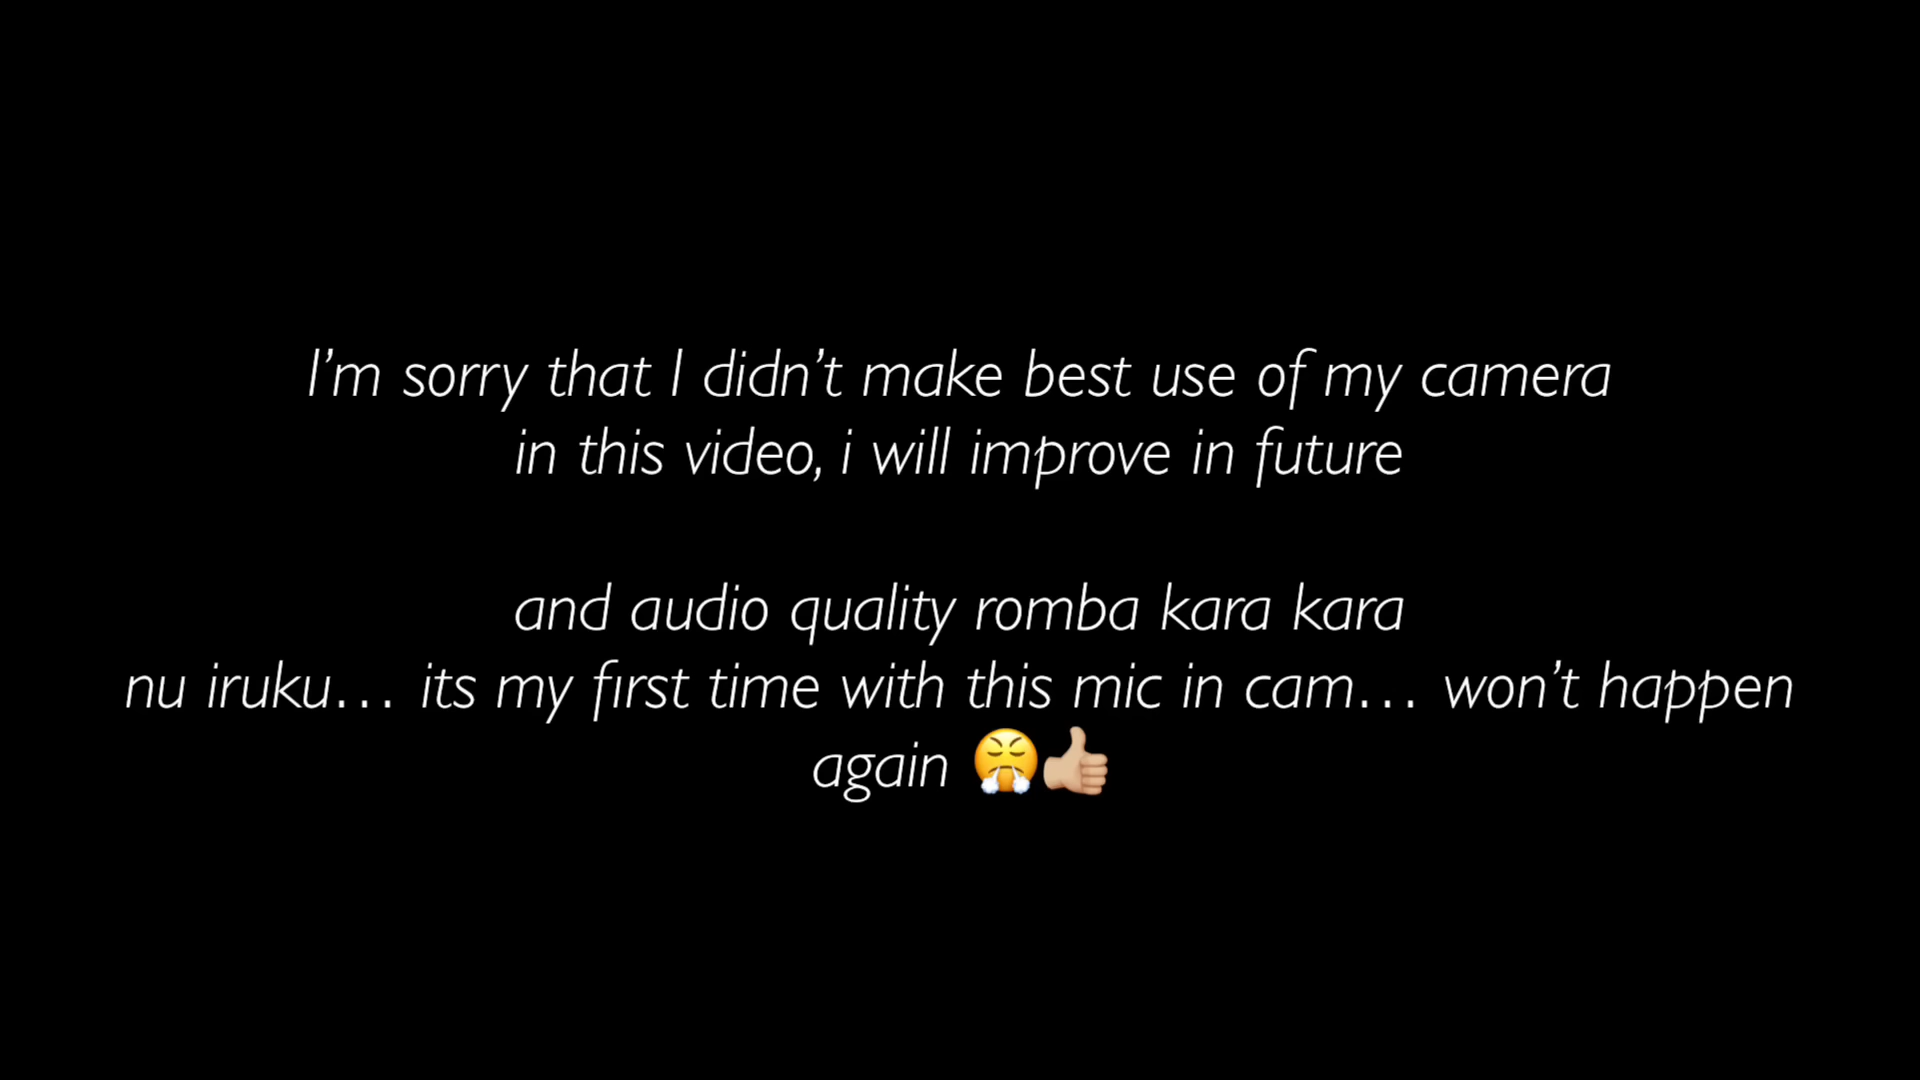 I’m sorry that I didn’t make best use of my camera
in this video, i will improve in future
and audio quality romba kara kara
nu iruku… its my first time with this mic in cam… won’t happen
again 😤👍🏼